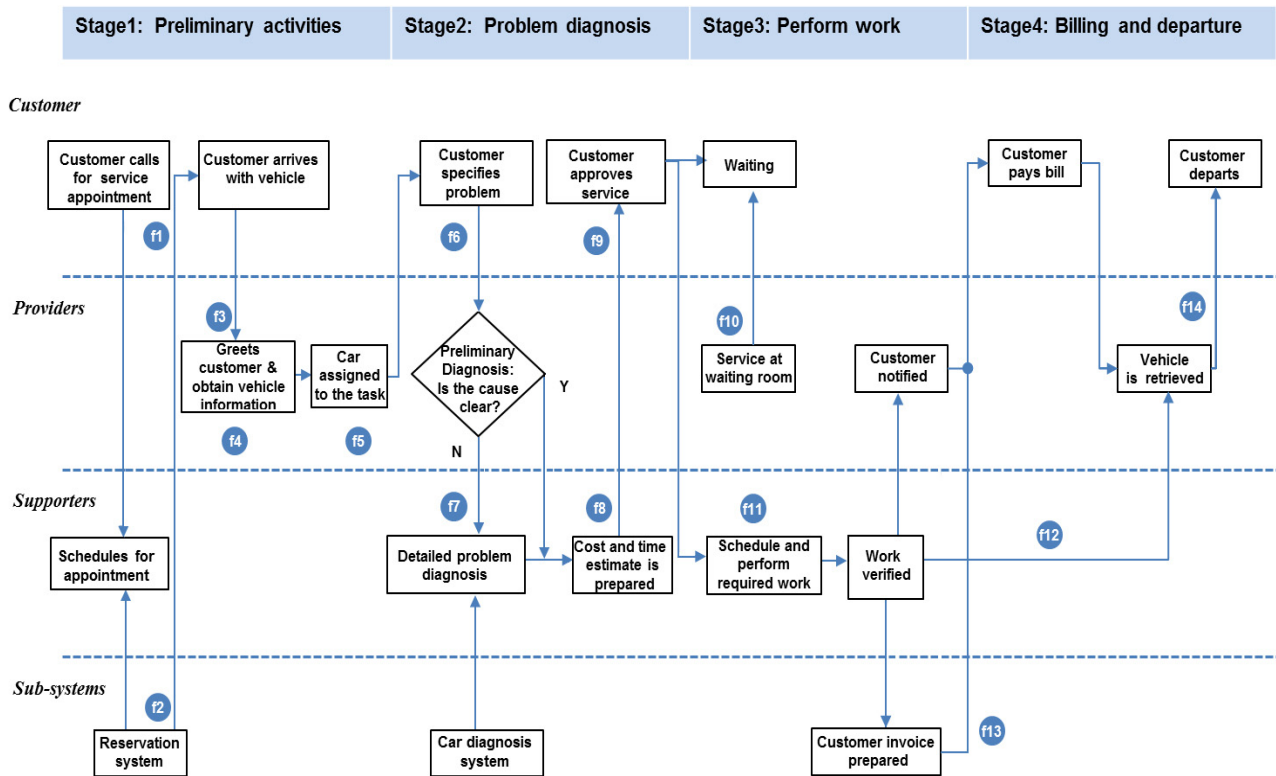 Stage1: Preliminary activities
Stage2: Problem diagnosis
Stage3: Perform work
Stage4: Billing and departure
Customer
Customer calls
for service
appointment
Customer arrives
with vehicle
Customer
specifies
problem
Customer
approves
service
Waiting
Customer
pays bill
Customer
departs
f1
f6
f9
Providers
f3
f10
f14
Greets
customer &
obtain vehicle
information
Car
assigned
to the task
Preliminary
Diagnosis:
Is the cause
clear?
Y
Service at
waiting room
Customer
notified
Vehicle
is retrieved
f4
f5
N
Supporters
f7
f8
f11
f12
Schedules for
appointment
Detailed problem
diagnosis
Cost and time
estimate is
prepared
Schedule and
perform
required work
Work
verified
Sub-systems
f2
f13
Reservation
system
Car diagnosis
system
Customer invoice
prepared